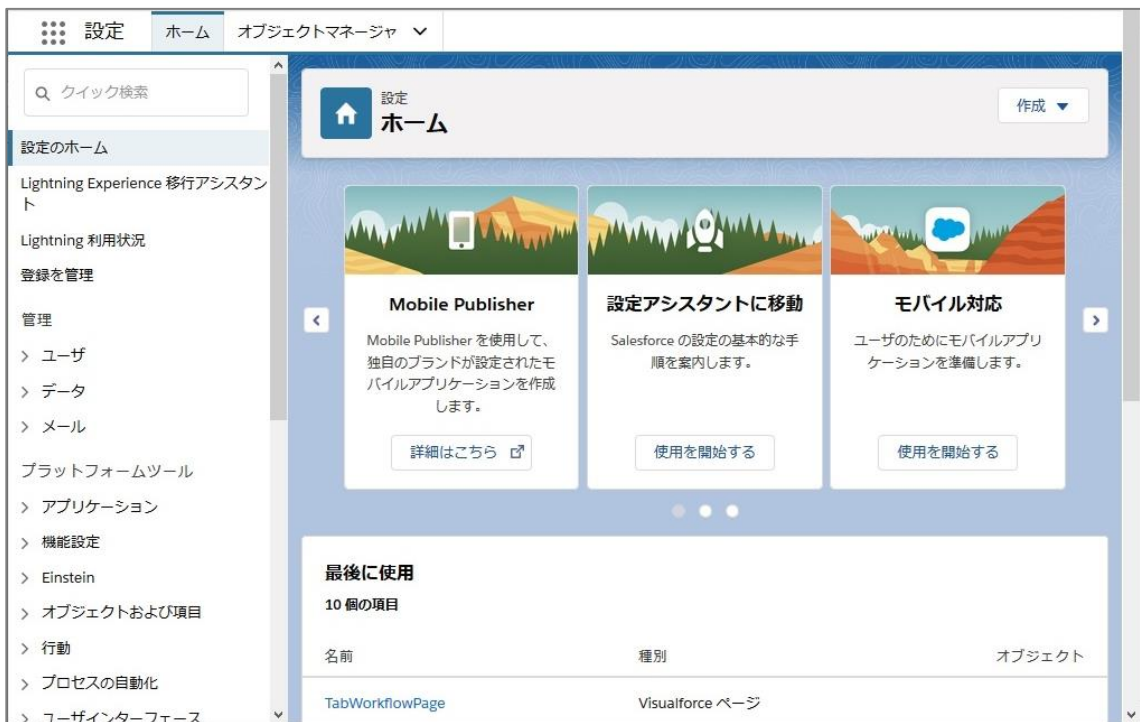 設定
ホーム
オブジェクトマネージャ
クイック検索
設定のホーム
Lightning Experience 移行アシスタン
ト
Lightning 利用状況
登録を管理
管理
ユーザ
データ
メール
プラットフォームツール
アプリケーション
機能設定
Einstein
オブジェクトおよび項目
行動
プロセスの自動化
ユーザインターフェース
設定
ホーム
作成
Mobile Publisher
Mobile Publisher を使用して、
独自のブランドが設定されたモ
バイルアプリケーションを作成
します。
詳細はこちら
設定アシスタントに移動
Salesforce の設定の基本的な手
順を案内します。
使用を開始する
モバイル対応
ユーザのためにモバイルアプリ
ケーションを準備します。
使用を開始する
最後に使用
10 個の項目
名前 種別 オブジェクト
TabWorkflowPage Visualforce ページ